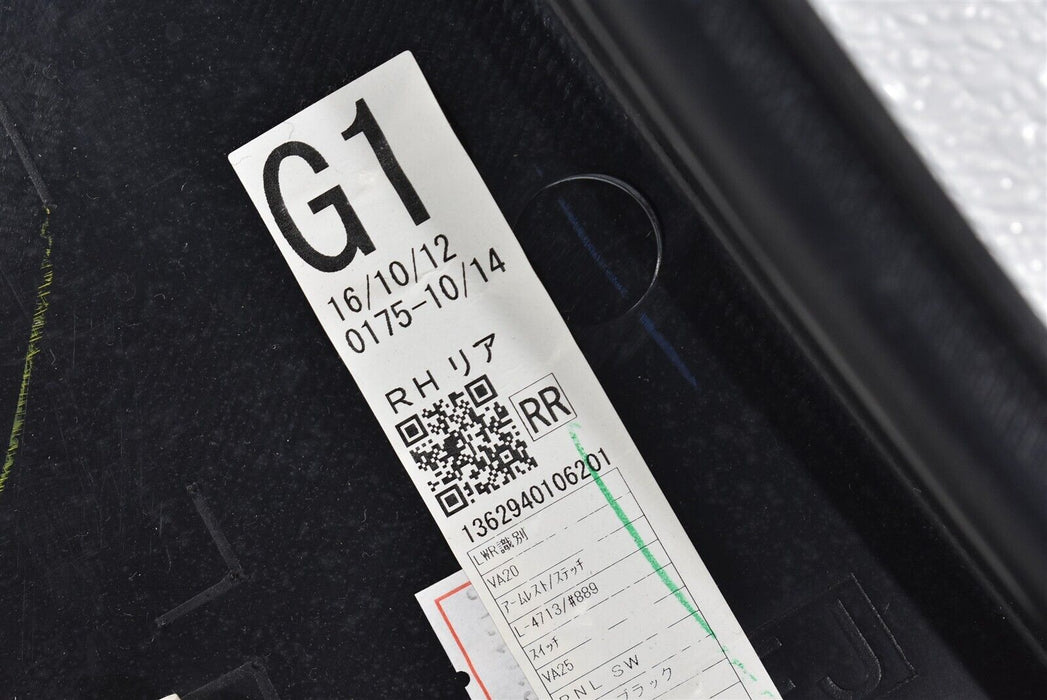 G1
16/10/12
0175-10/14
RH リア
RR
1362940106201
LWR識別
VA20
アームレスト/ステッチ
L-4713/#889
スイッチ
VA25
PNL SW
ブラック